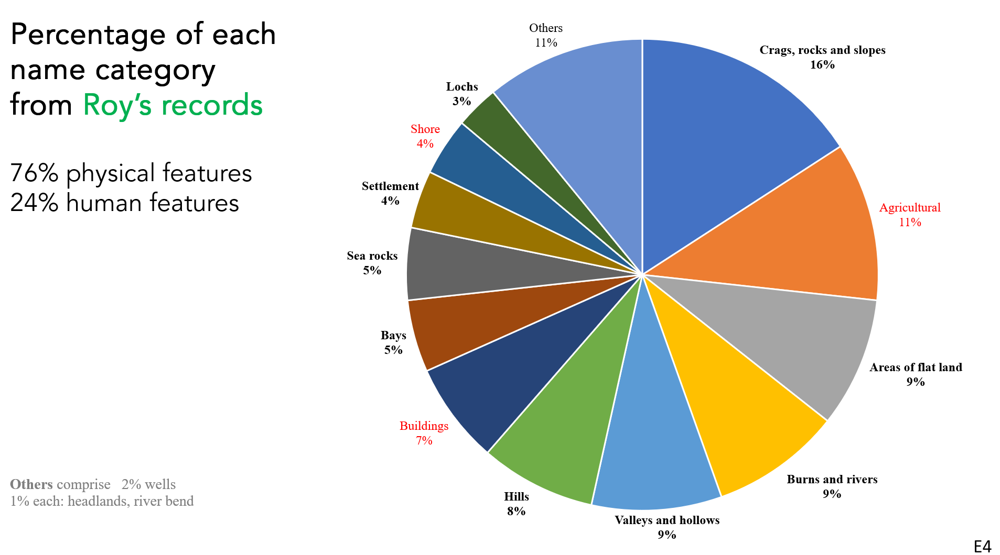 Percentage of each
name category
from Roy's records
76% physical features
24% human features
Others comprise   2% wells
1% each: headlands, river bend
Others
11%
Crags, rocks and slopes
16%
Agricultural
11%
Areas of flat land
9%
Burns and rivers
9%
Valleys and hollows
9%
Hills
8%
Buildings
7%
Bays
5%
Sea rocks
5%
Settlement
4%
Shore
4%
Lochs
3%
E4